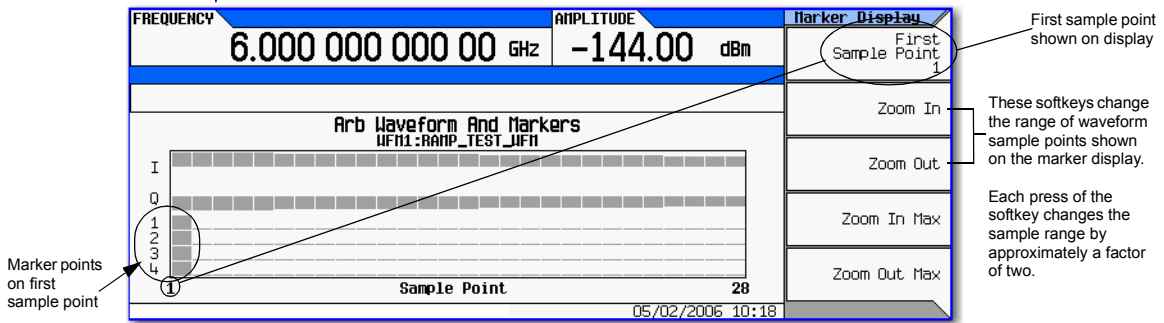 FREQUENCY
AMPLITUDE
6.000 000 000 00 GHz
-144.00 dBm
Arb Waveform And Markers
WFM1:RAMP_TEST_WFM
I
Q
1
2
3
4
1
Sample Point
28
05/02/2006 10:18
Marker Display
First
Sample Point
1
Zoom In
Zoom Out
Zoom In Max
Zoom Out Max
First sample point
shown on display
These softkeys change
the range of waveform
sample points shown
on the marker display.
Each press of the
softkey changes the
sample range by
approximately a factor
of two.
Marker points
on first
sample point